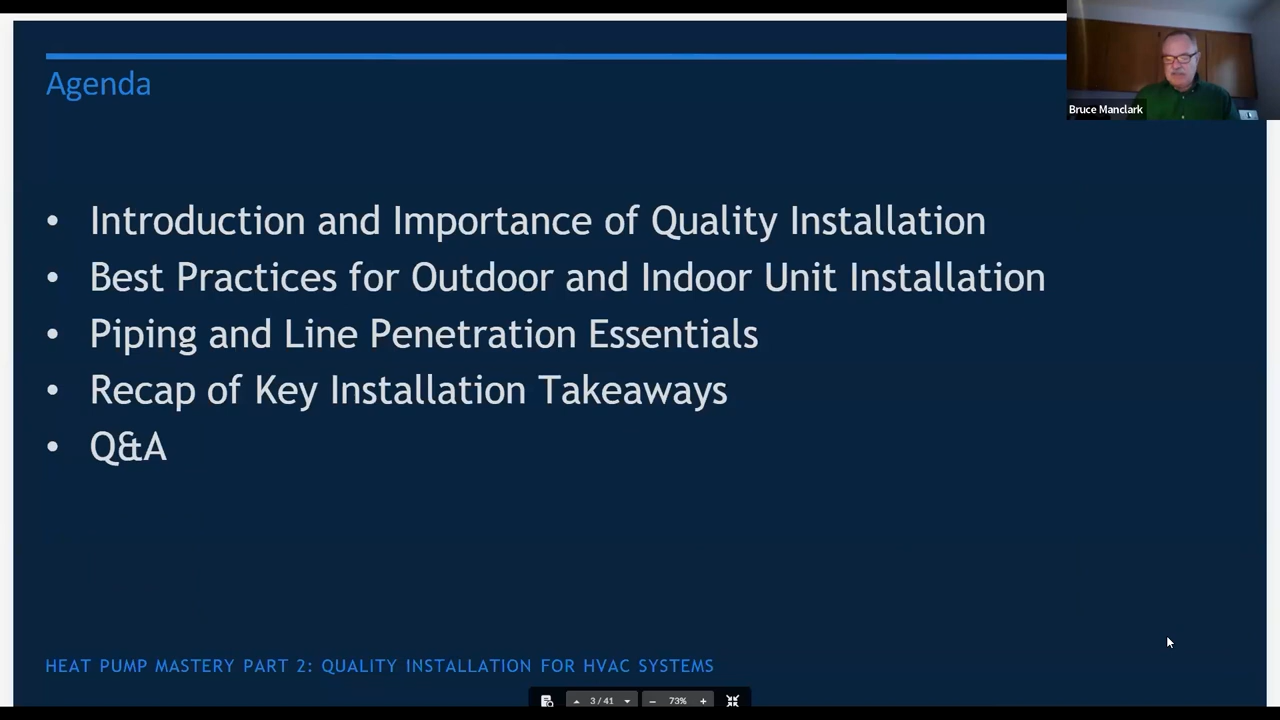 Agenda
Bruce Manclark
• Introduction and Importance of Quality Installation
• Best Practices for Outdoor and Indoor Unit Installation
• Piping and Line Penetration Essentials
• Recap of Key Installation Takeaways
• Q&A
HEAT PUMP MASTERY PART 2: QUALITY INSTALLATION FOR HVAC SYSTEMS
3 / 41 − 73% +